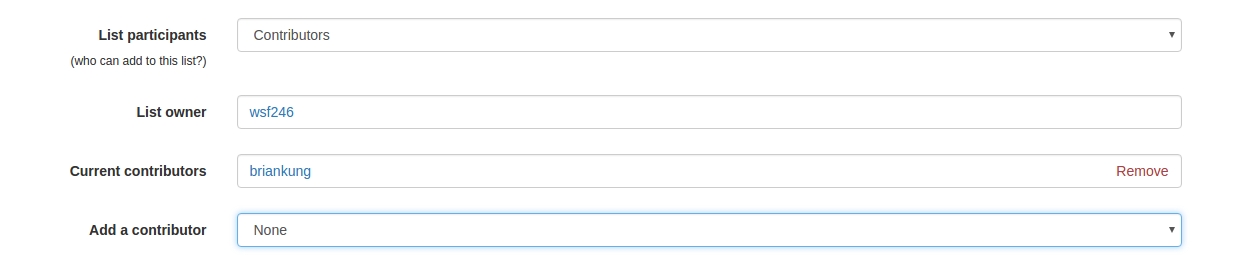 List participants Contributors
(who can add to this list?)
List owner wsf246
Current contributors briankung Remove
Add a contributor None